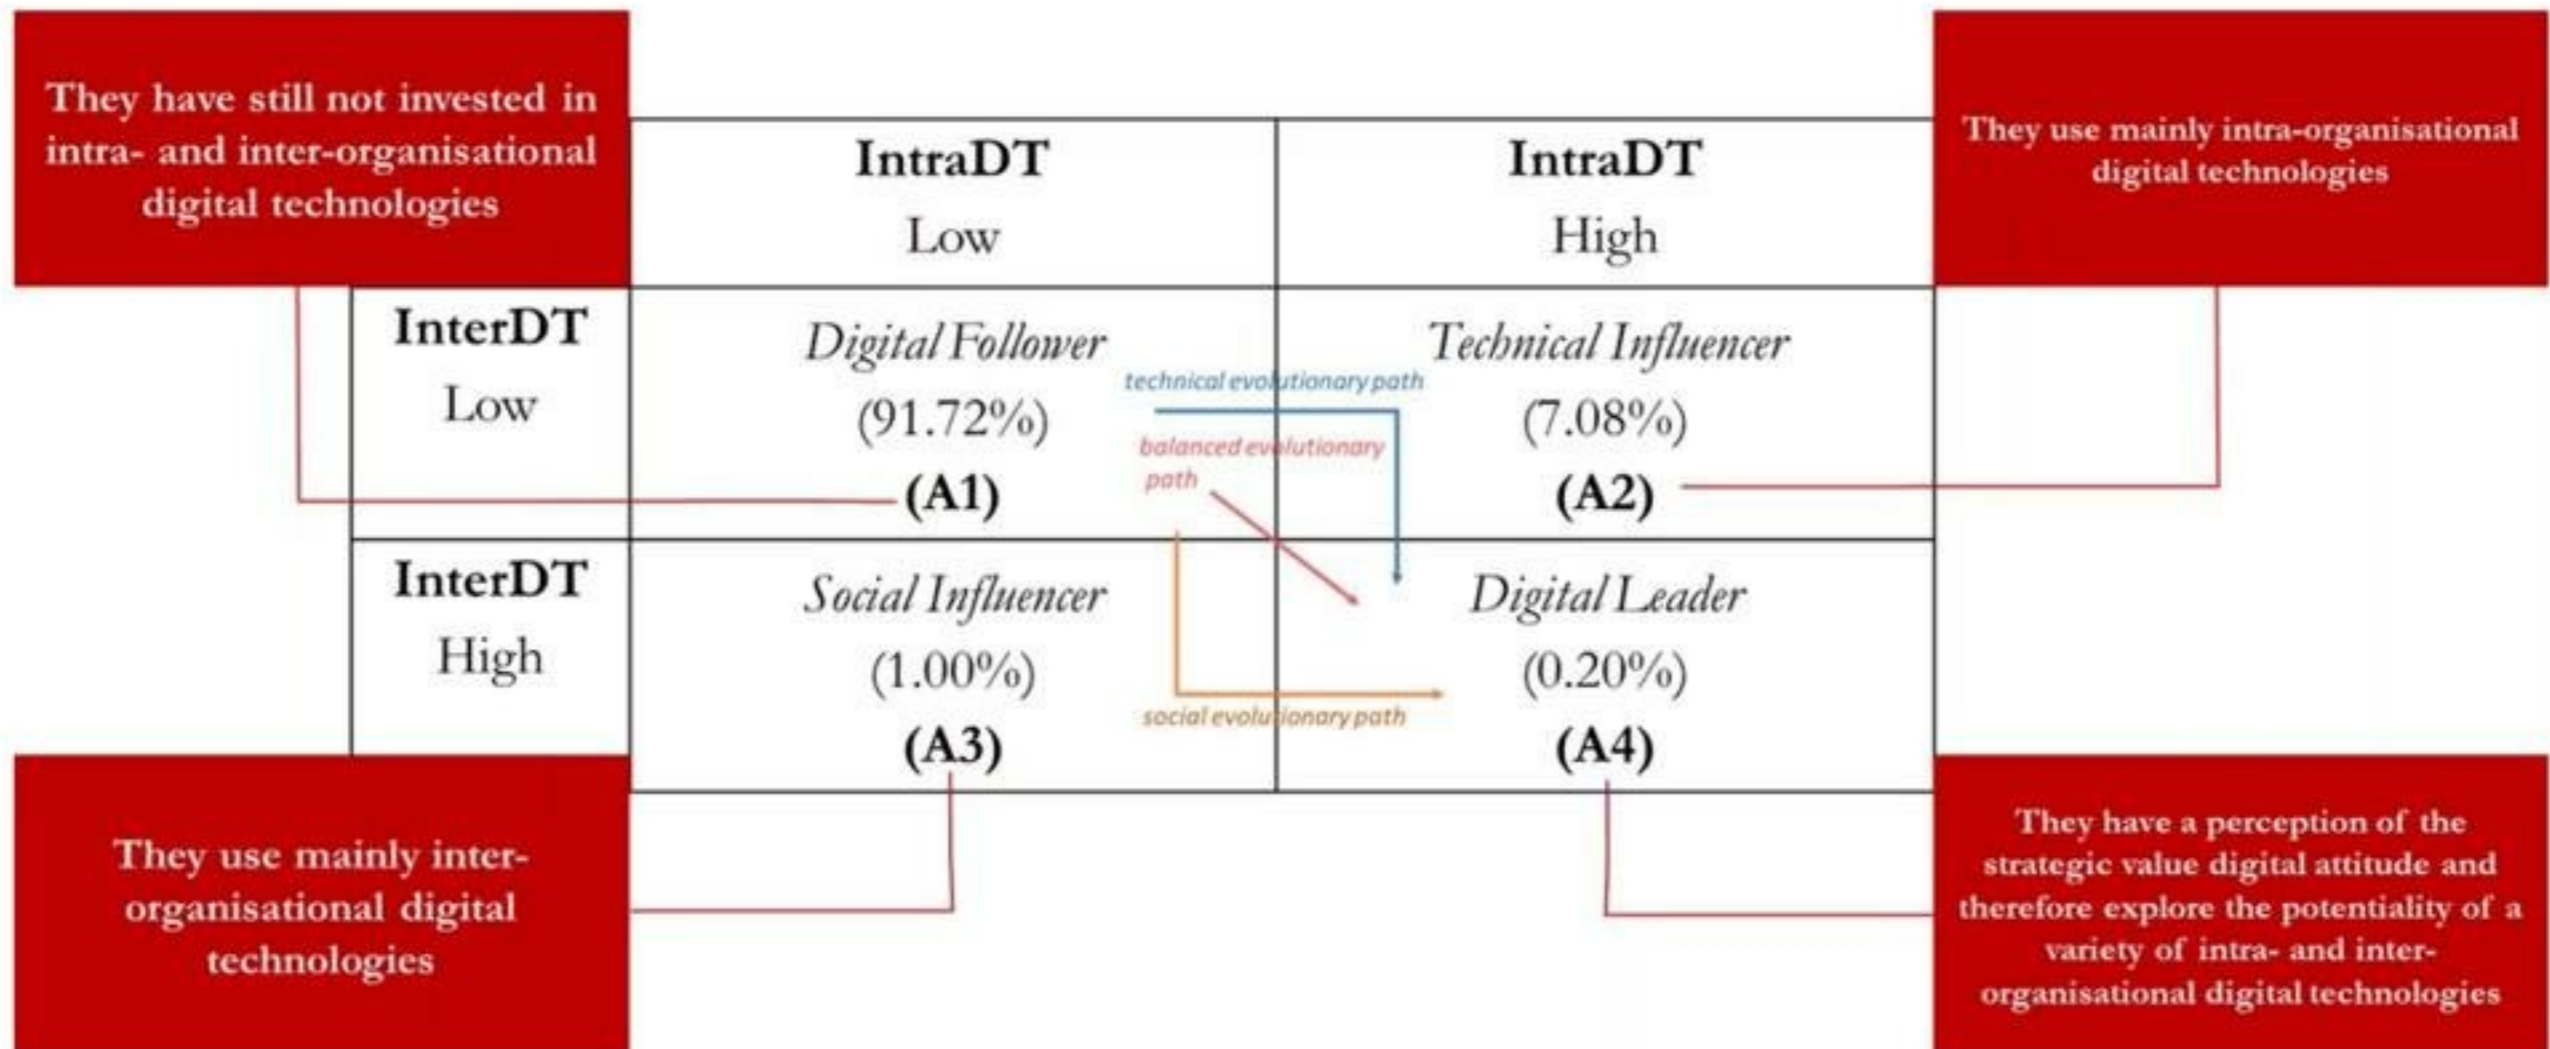 They have still not invested in
intra- and inter-organisational
digital technologies
IntraDT
Low
IntraDT
High
They use mainly intra-organisational
digital technologies
InterDT
Low
Digital Follower
(91.72%)
(A1)
technical evolutionary path
balanced evolutionary
path
Technical Influencer
(7.08%)
(A2)
InterDT
High
Social Influencer
(1.00%)
(A3)
social evolutionary path
Digital Leader
(0.20%)
(A4)
They use mainly inter-
organisational digital
technologies
They have a perception of the
strategic value digital attitude and
therefore explore the potentiality of a
variety of intra- and inter-
organisational digital technologies